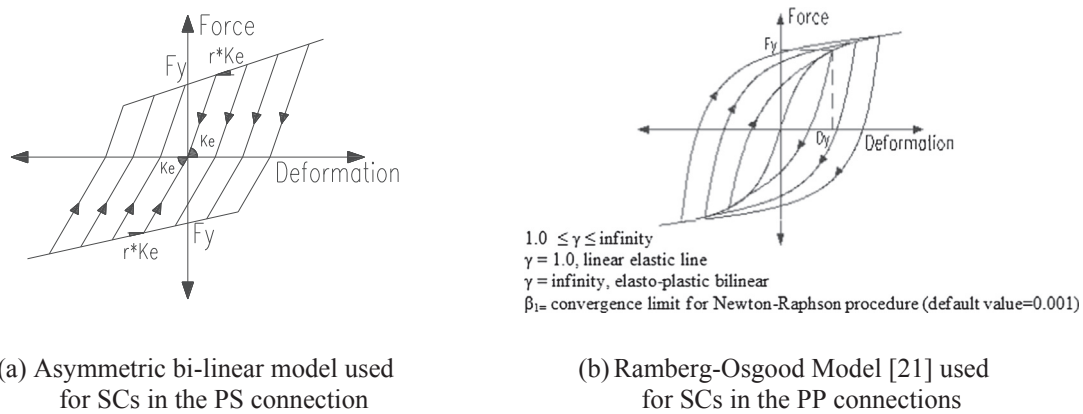 Force
r*Ke
Fy
Ke
Ke
Deformation
Fy
r*Ke
Force
Fy
Dy
Deformation
1.0 ≤γ ≤ infinity
γ = 1.0, linear elastic line
γ = infinity, elasto-plastic bilinear
β1= convergence limit for Newton-Raphson procedure (default value=0.001)
(a) Asymmetric bi-linear model used
for SCs in the PS connection
(b) Ramberg-Osgood Model [21] used
for SCs in the PP connections